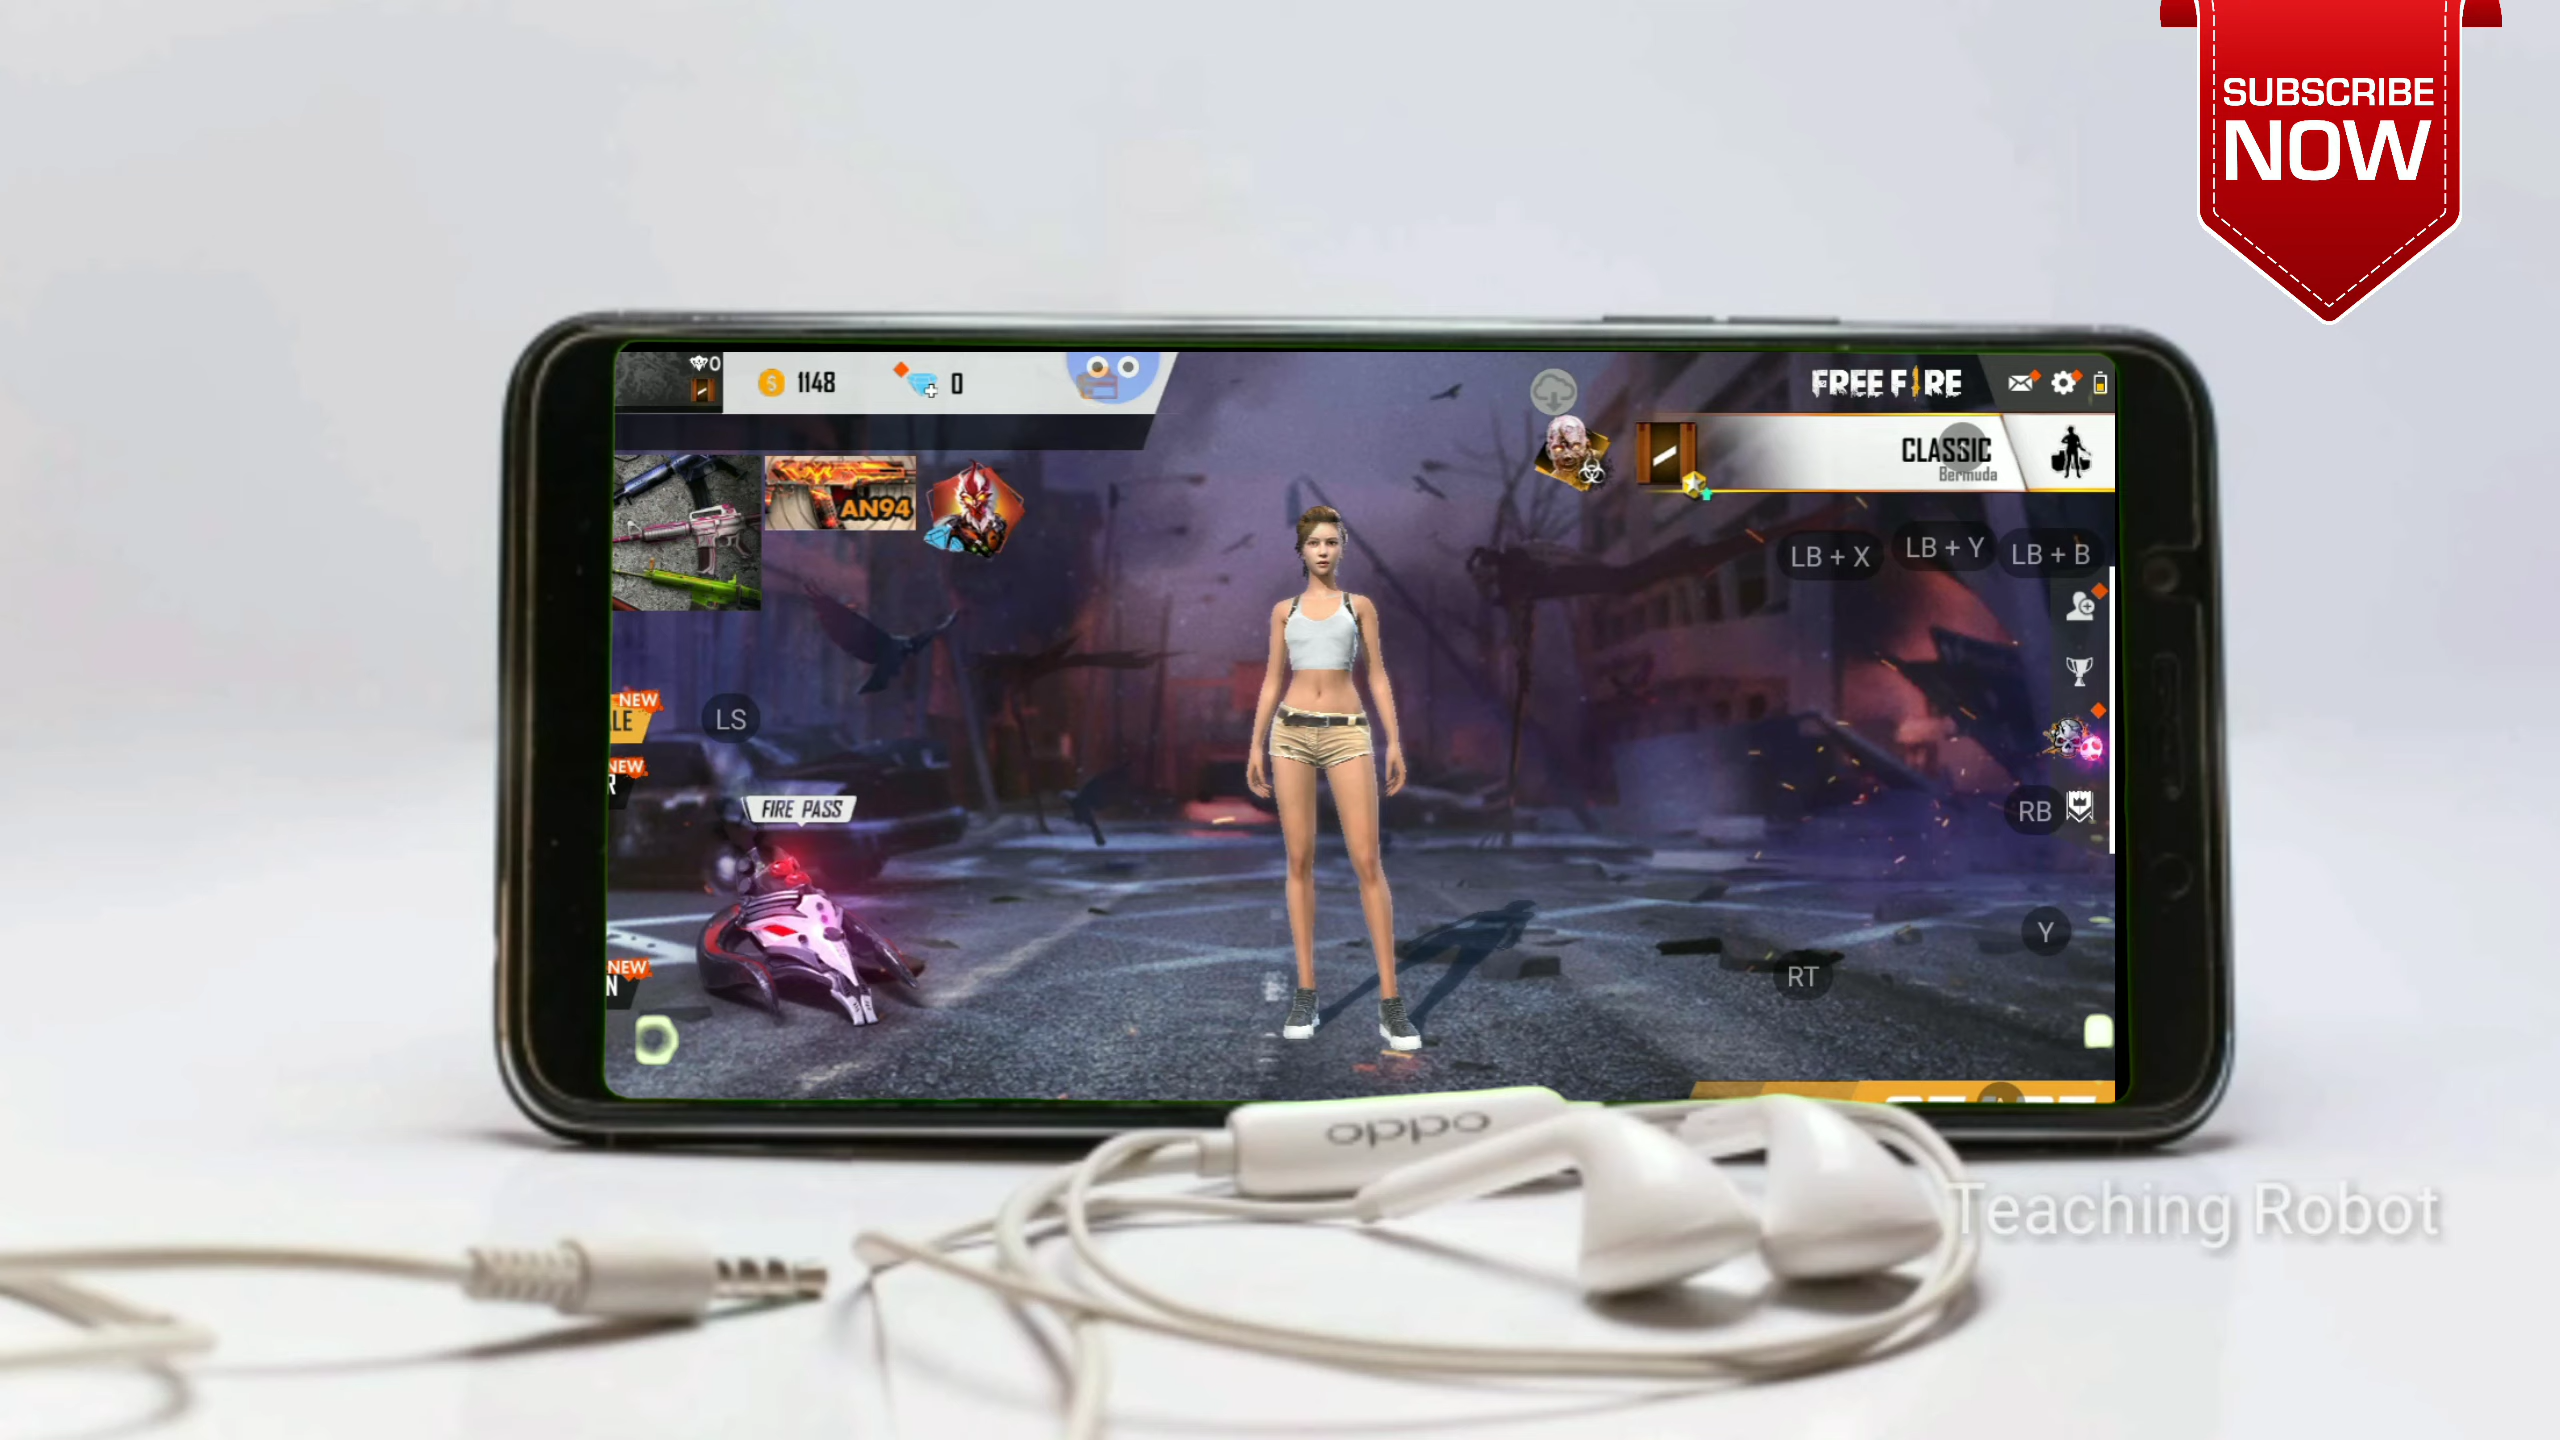 SUBSCRIBE
NOW
0
1148
0
FREE FIRE
CLASSIC
Bermuda
AN94
LB + X
LB + Y
LB + B
NEW
LE
LS
NEW
R
FIRE PASS
RB
Y
NEW
N
RT
oppo
Teaching Robot